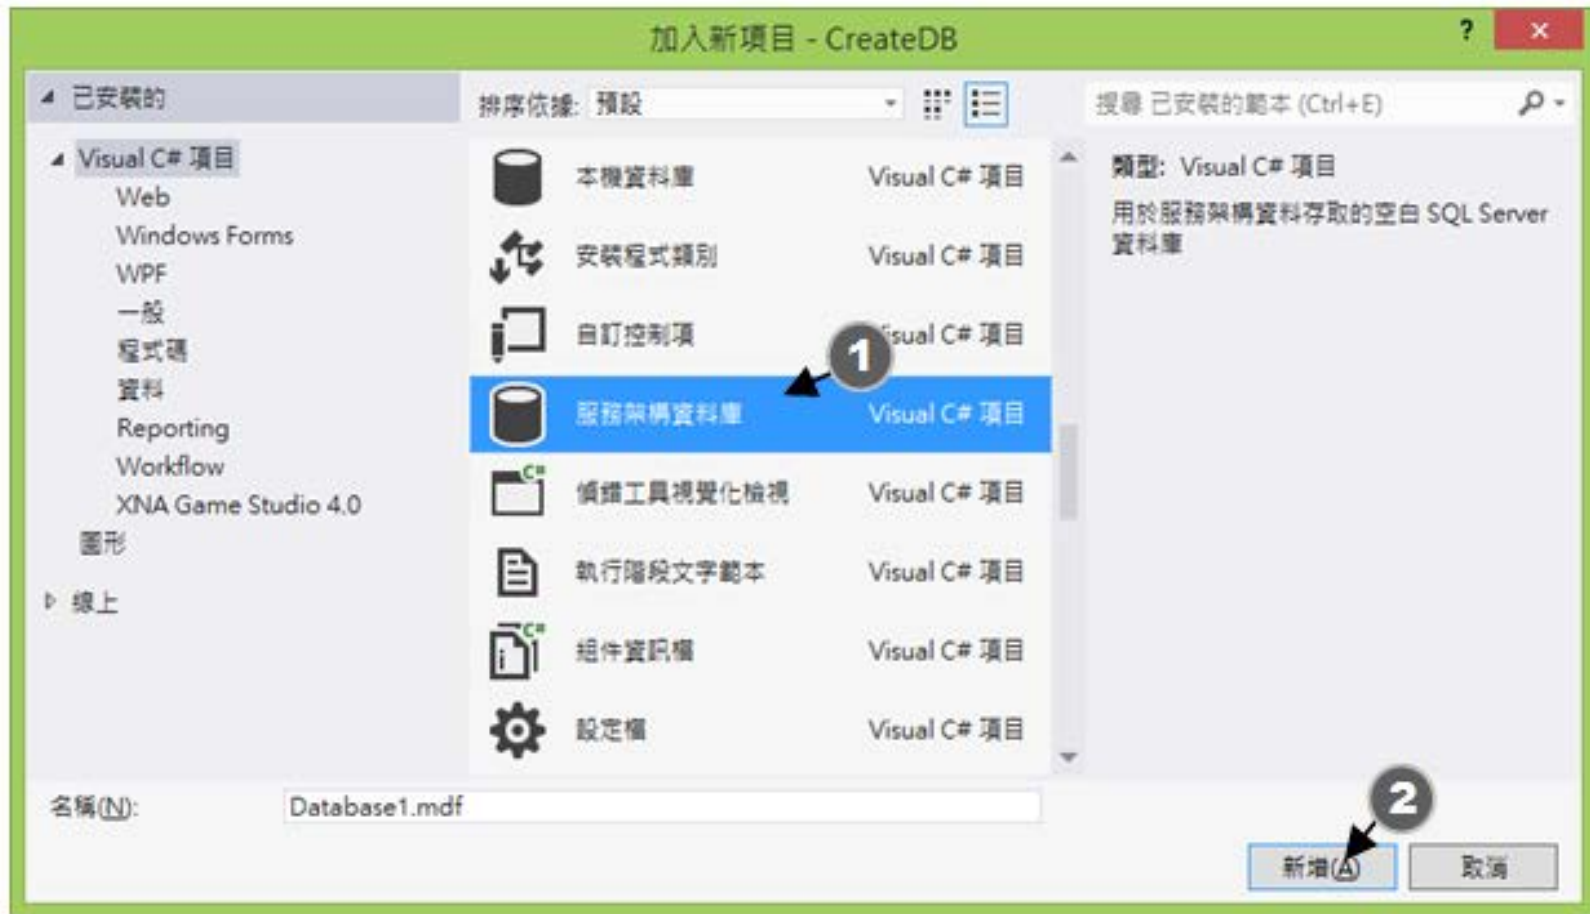 加入新項目 - CreateDB
?
已安裝的
排序依據: 預設
搜尋 已安裝的範本 (Ctrl+E)
Visual C# 項目
Web
Windows Forms
WPF
一般
程式碼
資料
Reporting
Workflow
XNA Game Studio 4.0
圖形
線上
本機資料庫 Visual C# 項目
安裝程式類別 Visual C# 項目
自訂控制項 Visual C# 項目
1
服務架構資料庫 Visual C# 項目
偵錯工具視覺化檢視 Visual C# 項目
執行階段文字範本 Visual C# 項目
組件資訊檔 Visual C# 項目
設定檔 Visual C# 項目
類型: Visual C# 項目
用於服務架構資料存取的空白 SQL Server
資料庫
名稱(N): Database1.mdf
2
新增(A) 取消